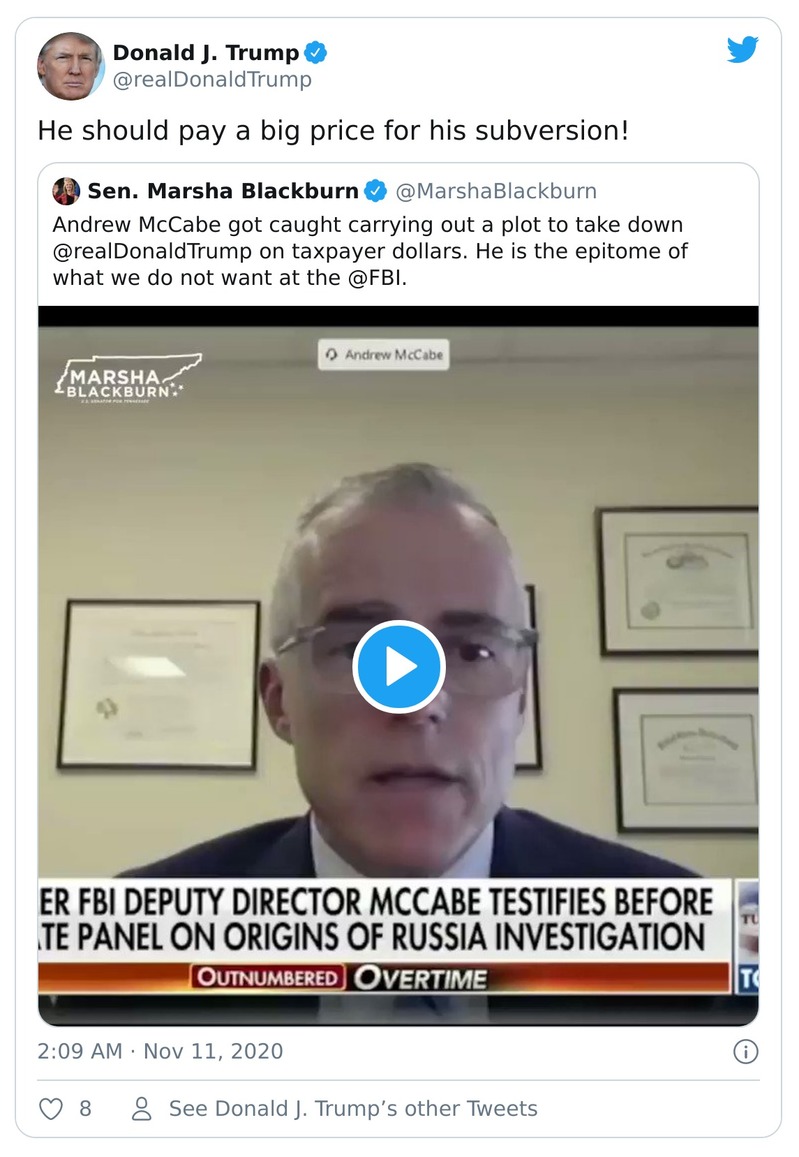 Donald J. Trump
@realDonaldTrump
He should pay a big price for his subversion!
Sen. Marsha Blackburn @MarshaBlackburn
Andrew McCabe got caught carrying out a plot to take down
@realDonaldTrump on taxpayer dollars. He is the epitome of
what we do not want at the @FBI.
Andrew McCabe
MARSHA
BLACKBURN
U.S. SENATOR FOR TENNESSEE
ER FBI DEPUTY DIRECTOR MCCABE TESTIFIES BEFORE
TE PANEL ON ORIGINS OF RUSSIA INVESTIGATION
TU
OUTNUMBERED OVERTIME
TO
2:09 AM · Nov 11, 2020
8 See Donald J. Trump’s other Tweets